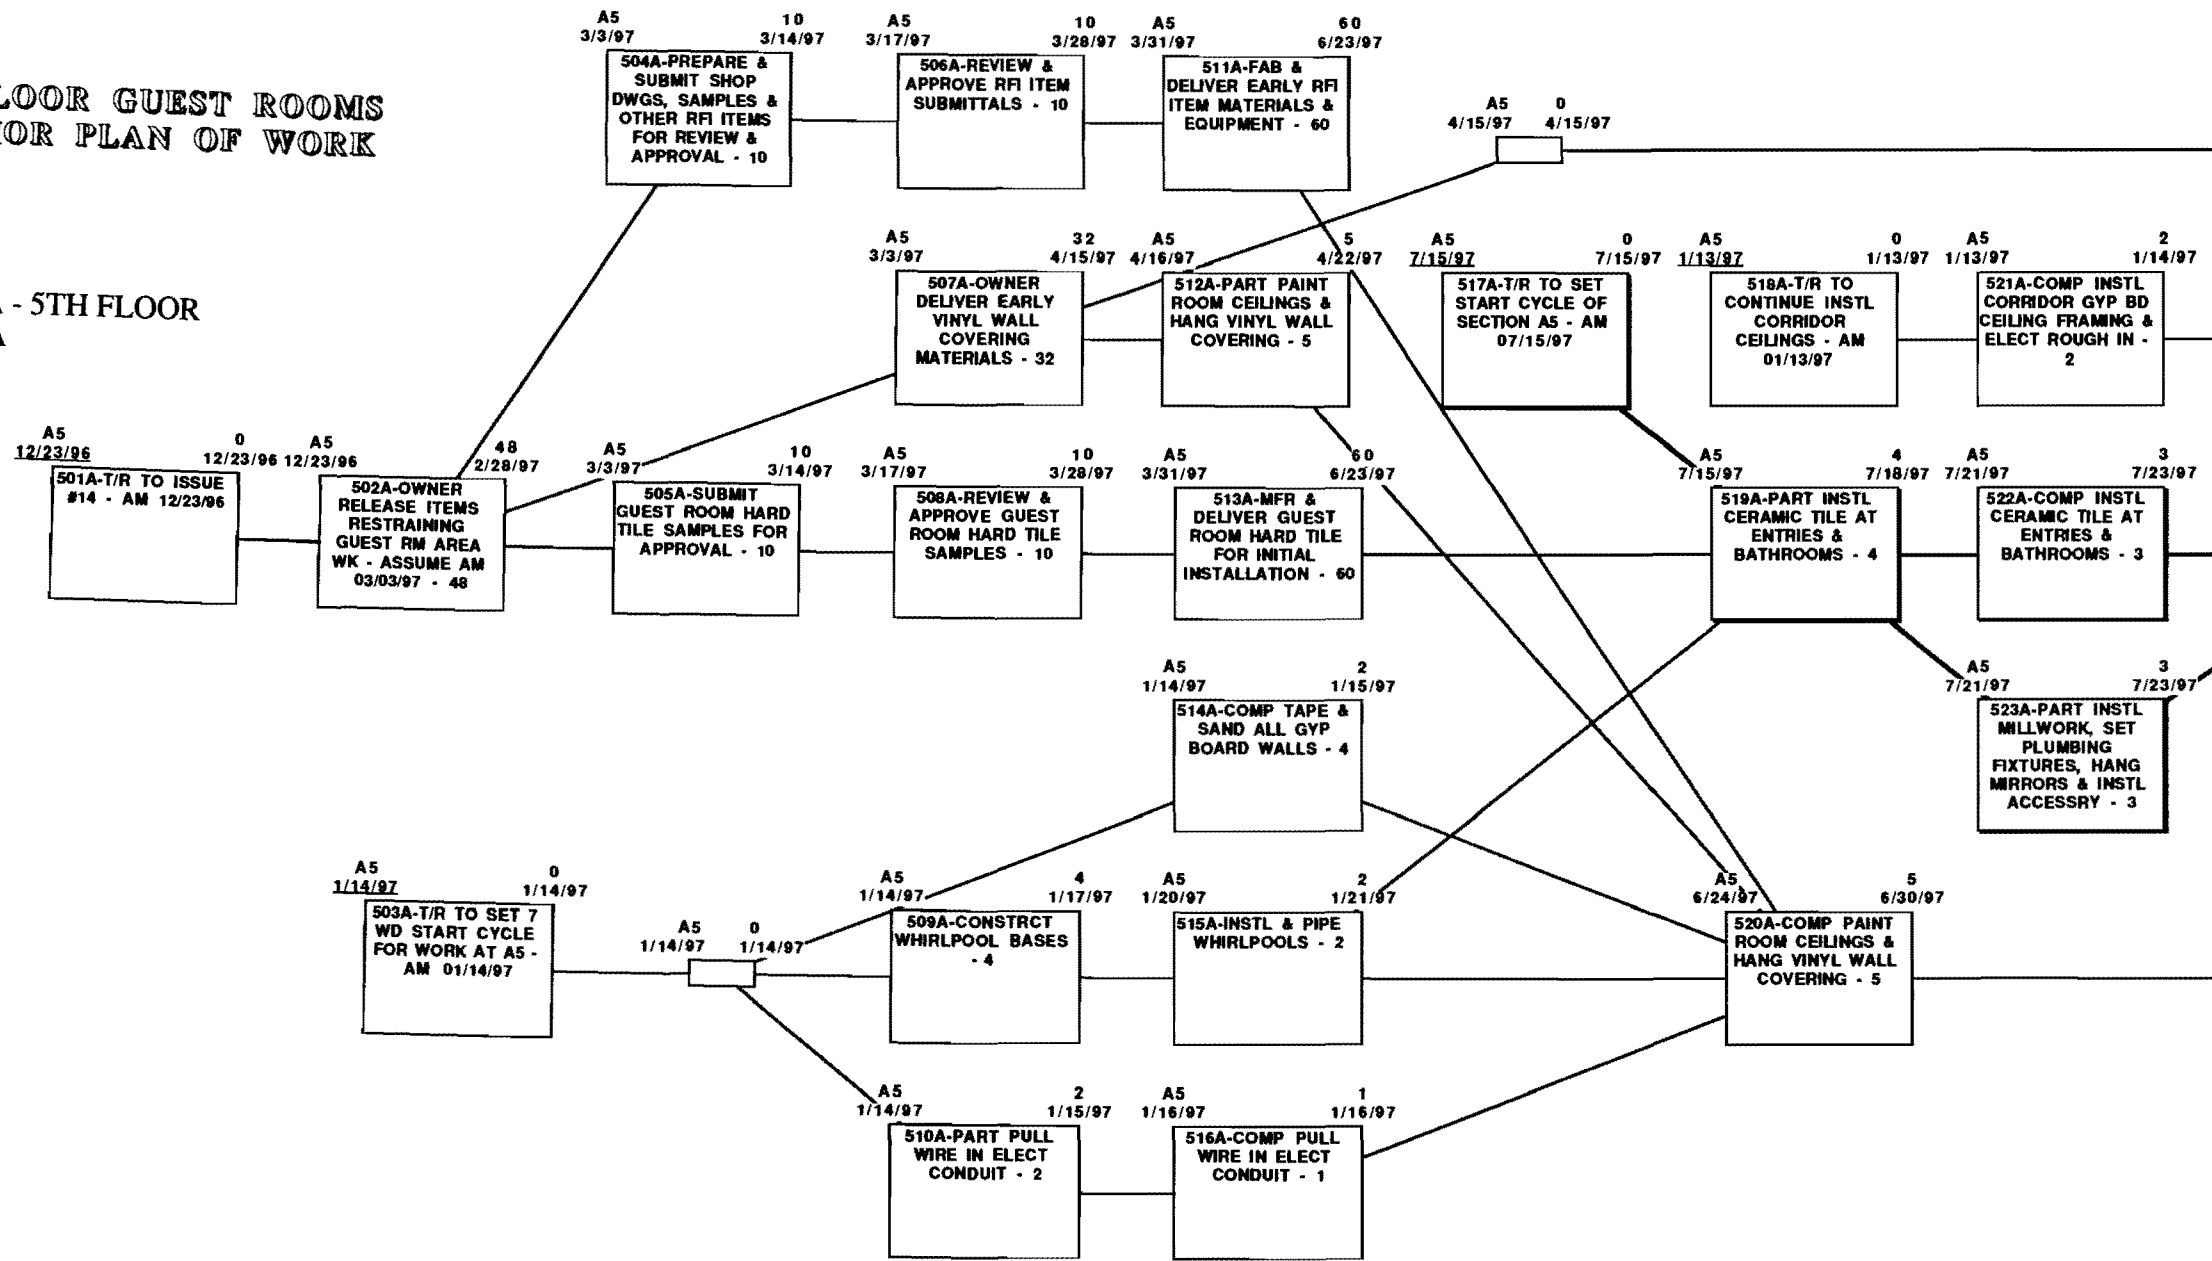 LOOR GUEST ROOMS
IOR PLAN OF WORK
- 5TH FLOOR
A5 10
3/3/97 3/14/97
504A-PREPARE &
SUBMIT SHOP
DWGS, SAMPLES &
OTHER RFI ITEMS
FOR REVIEW &
APPROVAL - 10
A5 10
3/17/97 3/28/97
506A-REVIEW &
APPROVE RFI ITEM
SUBMITTALS - 10
A5 60
3/31/97 6/23/97
511A-FAB &
DELIVER EARLY RFI
ITEM MATERIALS &
EQUIPMENT - 60
A5 0
4/15/97 4/15/97
A5 32
3/3/97 4/15/97
507A-OWNER
DELIVER EARLY
VINYL WALL
COVERING
MATERIALS - 32
A5 5
4/16/97 4/22/97
512A-PART PAINT
ROOM CEILINGS &
HANG VINYL WALL
COVERING - 5
A5 0
7/15/97 7/15/97
517A-T/R TO SET
START CYCLE OF
SECTION A5 - AM
07/15/97
A5 0
1/13/97 1/13/97
518A-T/R TO
CONTINUE INSTL
CORRIDOR
CEILINGS - AM
01/13/97
A5 2
1/13/97 1/14/97
521A-COMP INSTL
CORRIDOR GYP BD
CEILING FRAMING &
ELECT ROUGH IN -
2
A5 0
12/23/96 12/23/96
501A-T/R TO ISSUE
#14 - AM 12/23/96
A5 48
12/23/96 2/28/97
502A-OWNER
RELEASE ITEMS
RESTRAINING
GUEST RM AREA
WK - ASSUME AM
03/03/97 - 48
A5 10
3/3/97 3/14/97
505A-SUBMIT
GUEST ROOM HARD
TILE SAMPLES FOR
APPROVAL - 10
A5 10
3/17/97 3/28/97
508A-REVIEW &
APPROVE GUEST
ROOM HARD TILE
SAMPLES - 10
A5 60
3/31/97 6/23/97
513A-MFR &
DELIVER GUEST
ROOM HARD TILE
FOR INITIAL
INSTALLATION - 60
A5 4
7/15/97 7/18/97
519A-PART INSTL
CERAMIC TILE AT
ENTRIES &
BATHROOMS - 4
A5 3
7/21/97 7/23/97
522A-COMP INSTL
CERAMIC TILE AT
ENTRIES &
BATHROOMS - 3
A5 2
1/14/97 1/15/97
514A-COMP TAPE &
SAND ALL GYP
BOARD WALLS - 4
A5 3
7/21/97 7/23/97
523A-PART INSTL
MILLWORK, SET
PLUMBING
FIXTURES, HANG
MIRRORS & INSTL
ACCESSRY - 3
A5 0
1/14/97 1/14/97
503A-T/R TO SET 7
WD START CYCLE
FOR WORK AT A5 -
AM 01/14/97
A5 0
1/14/97 1/14/97
A5 4
1/14/97 1/17/97
509A-CONSTRCT
WHIRLPOOL BASES
- 4
A5 2
1/20/97 1/21/97
515A-INSTL & PIPE
WHIRLPOOLS - 2
A5 5
6/24/97 6/30/97
520A-COMP PAINT
ROOM CEILINGS &
HANG VINYL WALL
COVERING - 5
A5 2
1/14/97 1/15/97
510A-PART PULL
WIRE IN ELECT
CONDUIT - 2
A5 1
1/16/97 1/16/97
516A-COMP PULL
WIRE IN ELECT
CONDUIT - 1